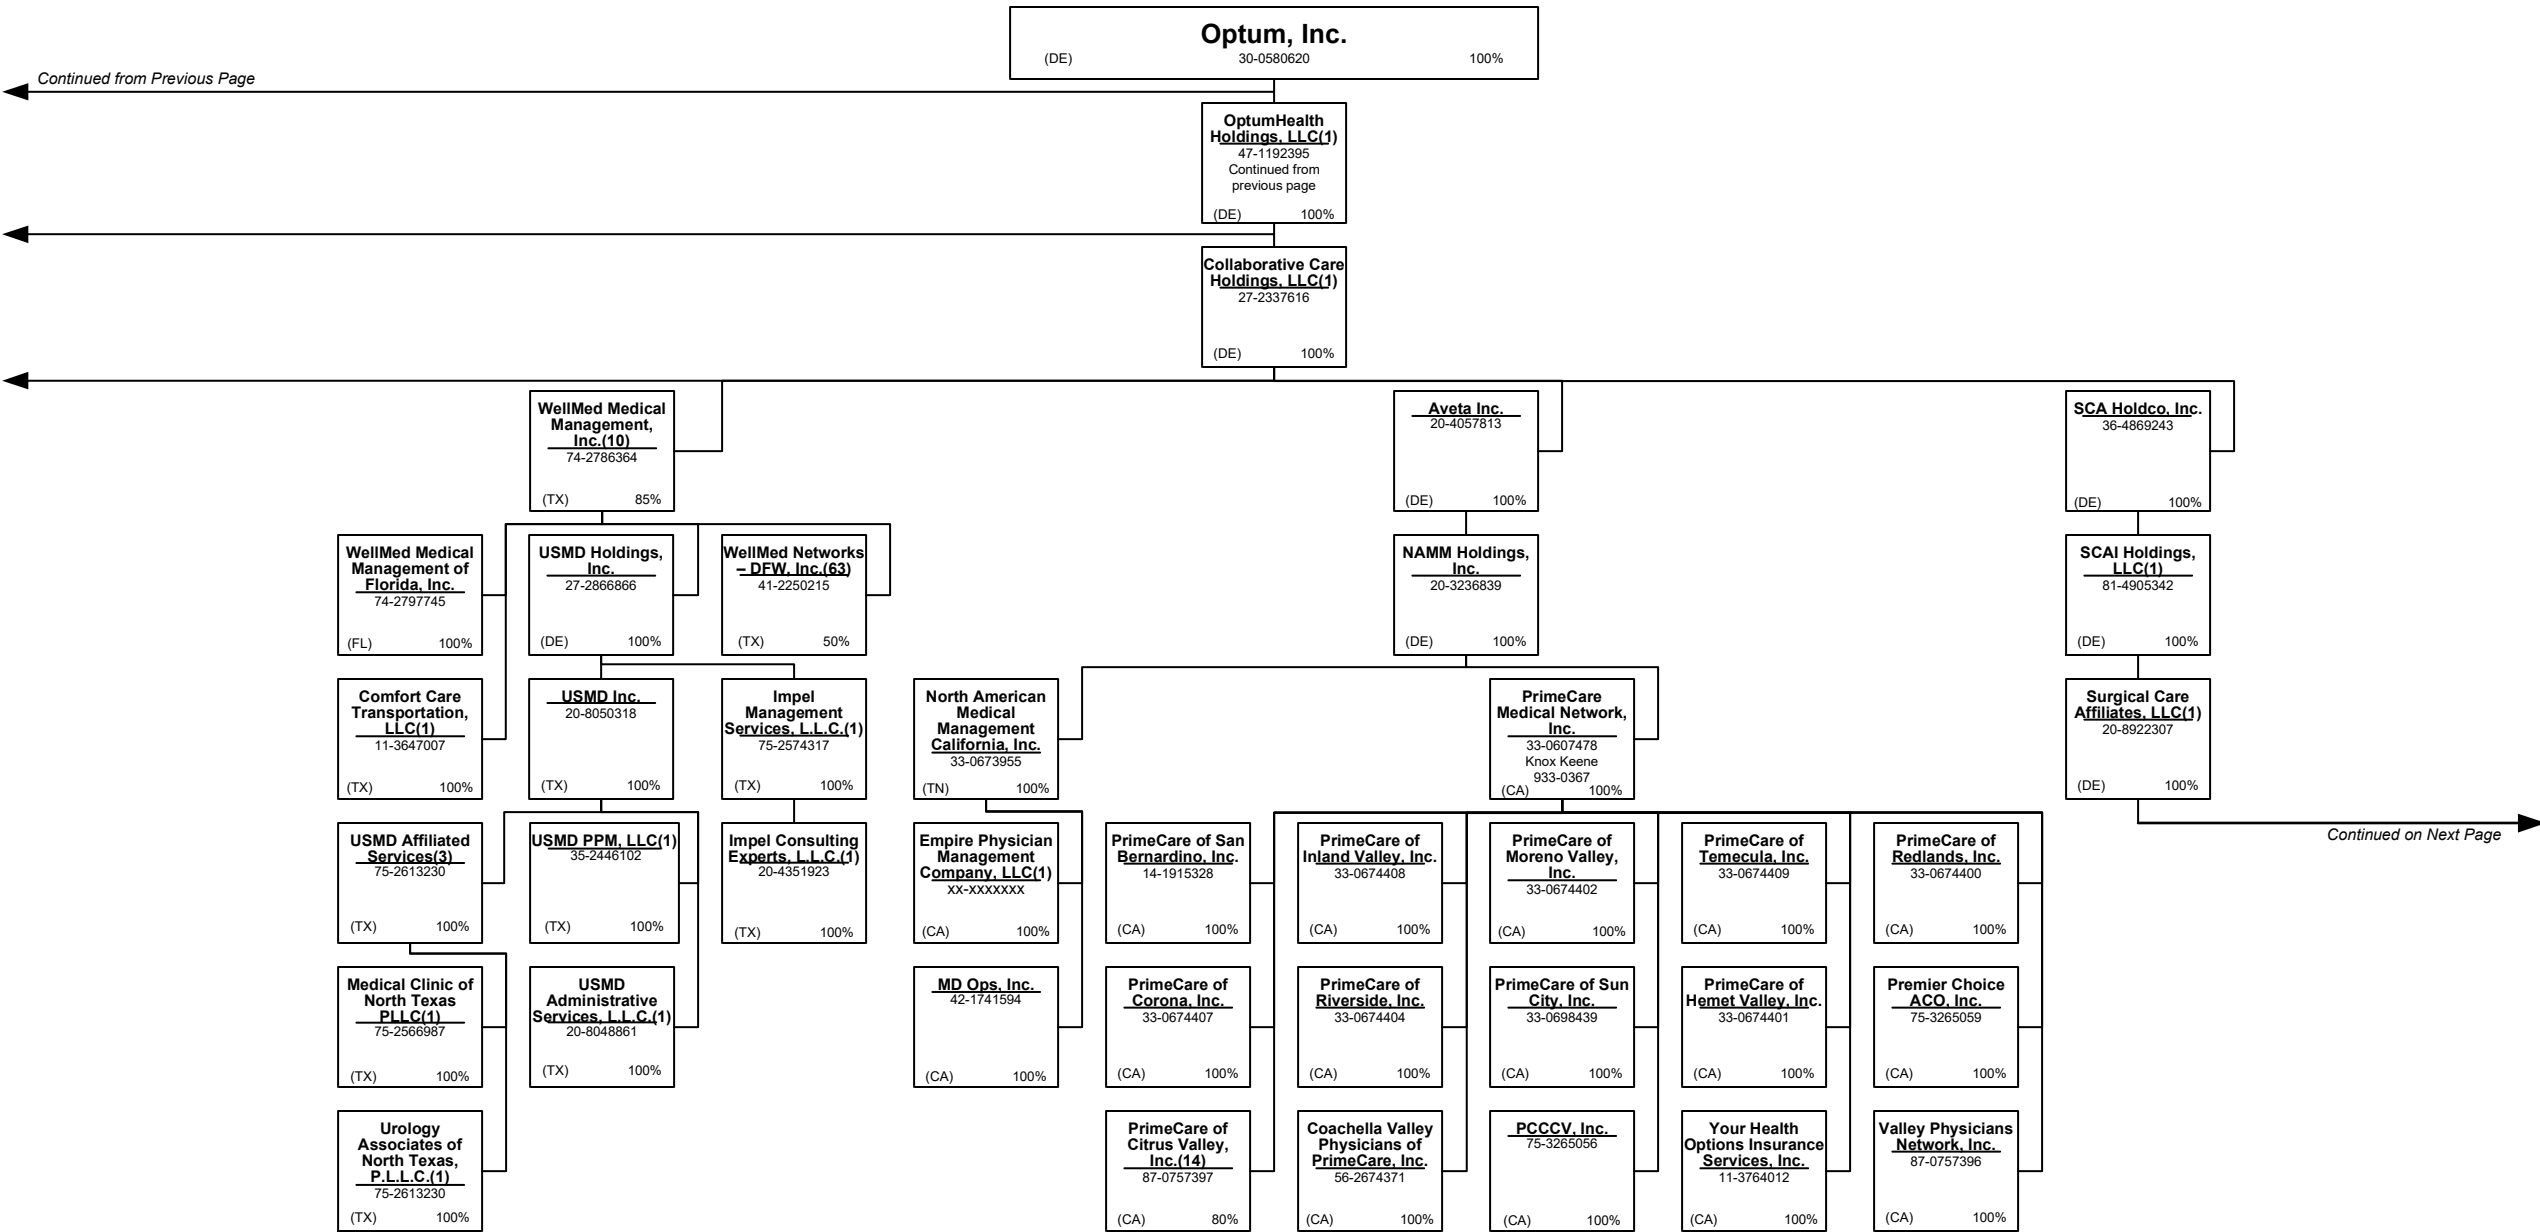 Optum, Inc.
30-0580620
(DE) 100%
Continued from Previous Page
OptumHealth
Holdings, LLC(1)
47-1192395
Continued from
previous page
(DE) 100%
Collaborative Care
Holdings, LLC(1)
27-2337616
(DE) 100%
WellMed Medical
Management,
Inc.(10)
74-2786364
(TX) 85%
Aveta Inc.
20-4057813
(DE) 100%
SCA Holdco, Inc.
36-4869243
(DE) 100%
WellMed Medical
Management of
Florida, Inc.
74-2797745
(FL) 100%
USMD Holdings,
Inc.
27-2866866
(DE) 100%
WellMed Networks
– DFW, Inc.(63)
41-2250215
(TX) 50%
NAMM Holdings,
Inc.
20-3236839
(DE) 100%
SCAI Holdings,
LLC(1)
81-4905342
(DE) 100%
Comfort Care
Transportation,
LLC(1)
11-3647007
(TX) 100%
USMD Inc.
20-8050318
(TX) 100%
Impel
Management
Services, L.L.C.(1)
75-2574317
(TX) 100%
North American
Medical
Management
California, Inc.
33-0673955
(TN) 100%
PrimeCare
Medical Network,
Inc.
33-0607478
Knox Keene
933-0367
(CA) 100%
Surgical Care
Affiliates, LLC(1)
20-8922307
(DE) 100%
Continued on Next Page
USMD Affiliated
Services(3)
75-2613230
(TX) 100%
USMD PPM, LLC(1)
35-2446102
(TX) 100%
Impel Consulting
Experts, L.L.C.(1)
20-4351923
(TX) 100%
Empire Physician
Management
Company, LLC(1)
xx-xxxxxxx
(CA) 100%
PrimeCare of San
Bernardino, Inc.
14-1915328
(CA) 100%
PrimeCare of
Inland Valley, Inc.
33-0674408
(CA) 100%
PrimeCare of
Moreno Valley,
Inc.
33-0674402
(CA) 100%
PrimeCare of
Temecula, Inc.
33-0674409
(CA) 100%
PrimeCare of
Redlands, Inc.
33-0674400
(CA) 100%
Medical Clinic of
North Texas
PLLC(1)
75-2566987
(TX) 100%
USMD
Administrative
Services, L.L.C.(1)
20-8048861
(TX) 100%
MD Ops, Inc.
42-1741594
(CA) 100%
PrimeCare of
Corona, Inc.
33-0674407
(CA) 100%
PrimeCare of
Riverside, Inc.
33-0674404
(CA) 100%
PrimeCare of Sun
City, Inc.
33-0698439
(CA) 100%
PrimeCare of
Hemet Valley, Inc.
33-0674401
(CA) 100%
Premier Choice
ACO, Inc.
75-3265059
(CA) 100%
Urology
Associates of
North Texas,
P.L.L.C.(1)
75-2613230
(TX) 100%
PrimeCare of
Citrus Valley,
Inc.(14)
87-0757397
(CA) 80%
Coachella Valley
Physicians of
PrimeCare, Inc.
56-2674371
(CA) 100%
PCCCV, Inc.
75-3265056
(CA) 100%
Your Health
Options Insurance
Services, Inc.
11-3764012
(CA) 100%
Valley Physicians
Network, Inc.
87-0757396
(CA) 100%